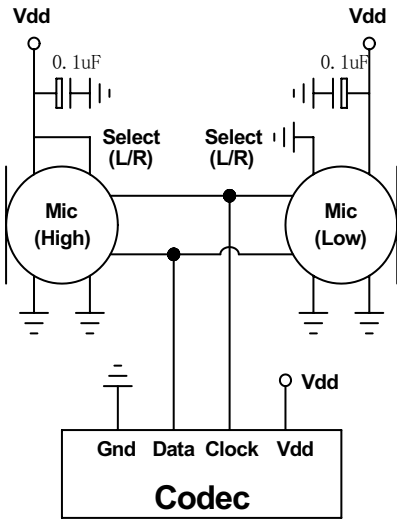 Vdd
Vdd
0.1uF
0.1uF
Select
(L/R)
Select
(L/R)
Mic
(High)
Mic
(Low)
Vdd
Gnd Data Clock Vdd
Codec